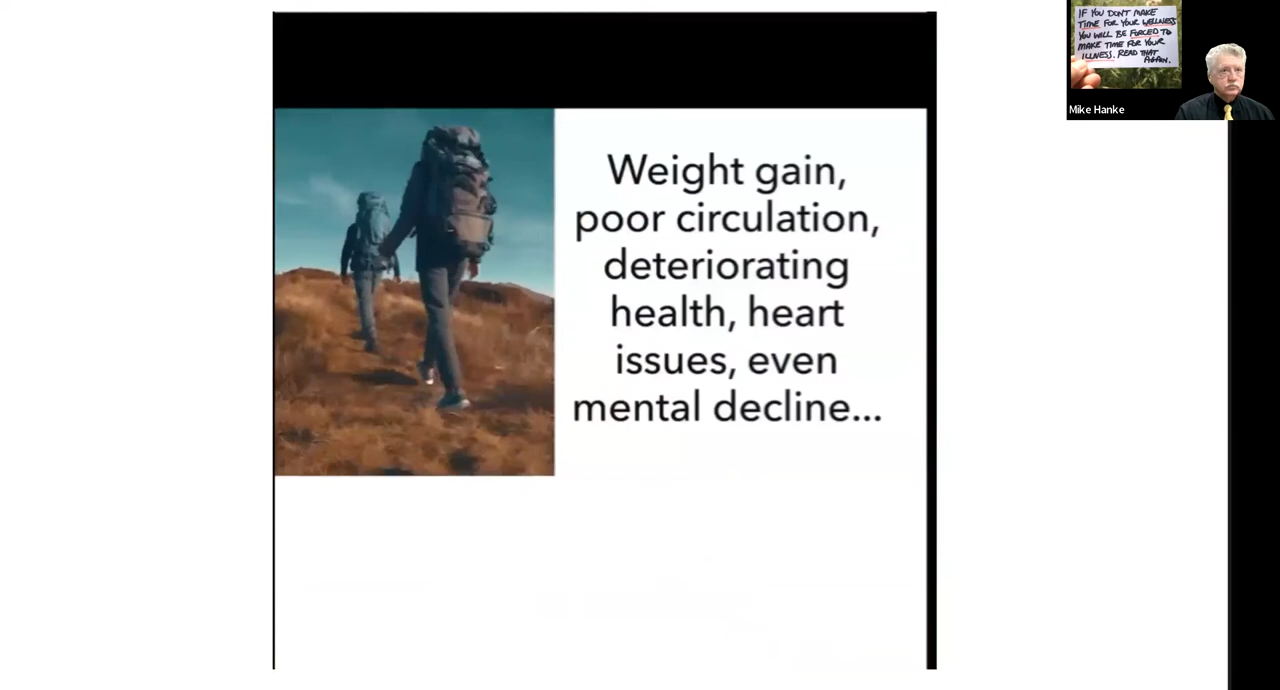 Weight gain,
poor circulation,
deteriorating
health, heart
issues, even
mental decline...
IF YOU DON'T MAKE
TIME FOR YOUR WELLNESS
YOU WILL BE FORCED TO
MAKE TIME FOR YOUR
ILLNESS. READ THAT
AGAIN.
Mike Hanke